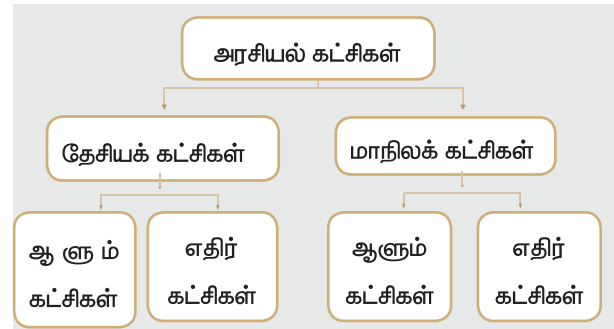 அரசியல் கட்சிகள்
தேசியக் கட்சிகள்
மாநிலக் கட்சிகள்
ஆ ளு ம்
கட்சிகள்
எதிர்
கட்சிகள்
ஆளும்
கட்சிகள்
எதிர்
கட்சிகள்